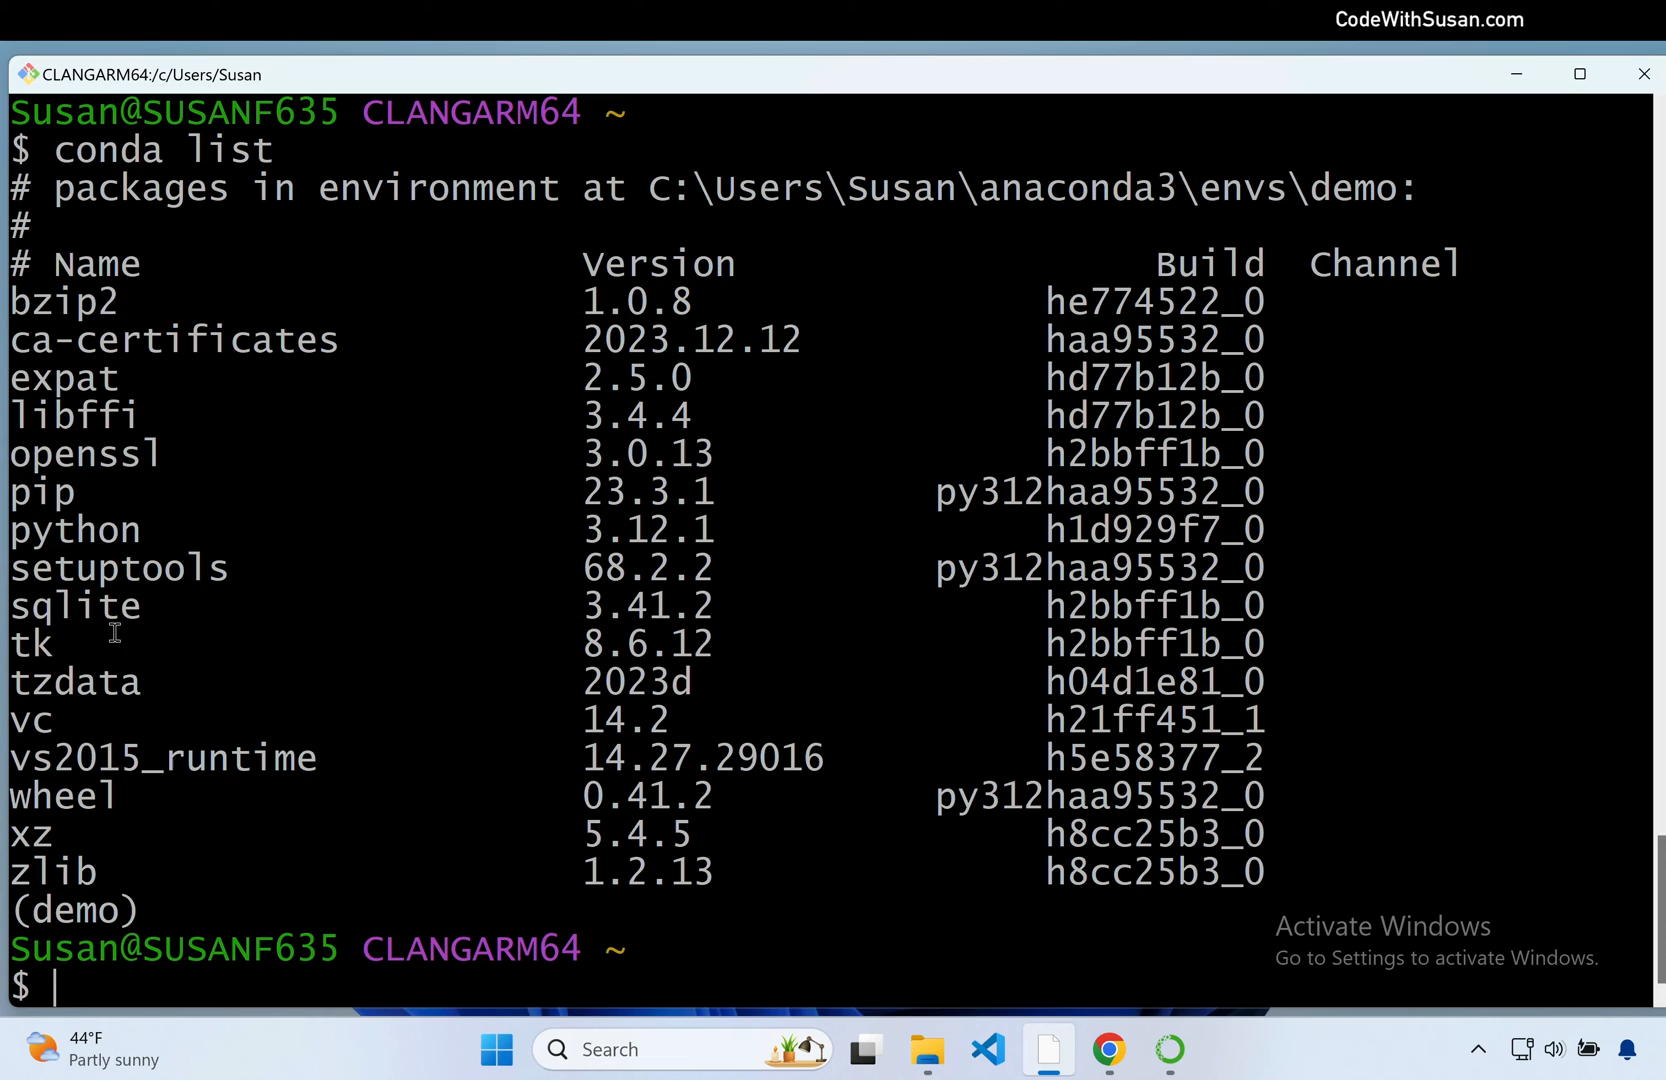 CodeWithSusan.com
CLANGARM64:/c/Users/Susan
Susan@SUSANF635 CLANGARM64 ~
$ conda list
# packages in environment at C:\Users\Susan\anaconda3\envs\demo:
#
# Name Version Build Channel
bzip2 1.0.8 he774522_0
ca-certificates 2023.12.12 haa95532_0
expat 2.5.0 hd77b12b_0
libffi 3.4.4 hd77b12b_0
openssl 3.0.13 h2bbff1b_0
pip 23.3.1 py312haa95532_0
python 3.12.1 h1d929f7_0
setuptools 68.2.2 py312haa95532_0
sqlite 3.41.2 h2bbff1b_0
tk 8.6.12 h2bbff1b_0
tzdata 2023d h04d1e81_0
vc 14.2 h21ff451_1
vs2015_runtime 14.27.29016 h5e58377_2
wheel 0.41.2 py312haa95532_0
xz 5.4.5 h8cc25b3_0
zlib 1.2.13 h8cc25b3_0
(demo)
Susan@SUSANF635 CLANGARM64 ~
$
Activate Windows
Go to Settings to activate Windows.
44°F
Partly sunny
Search